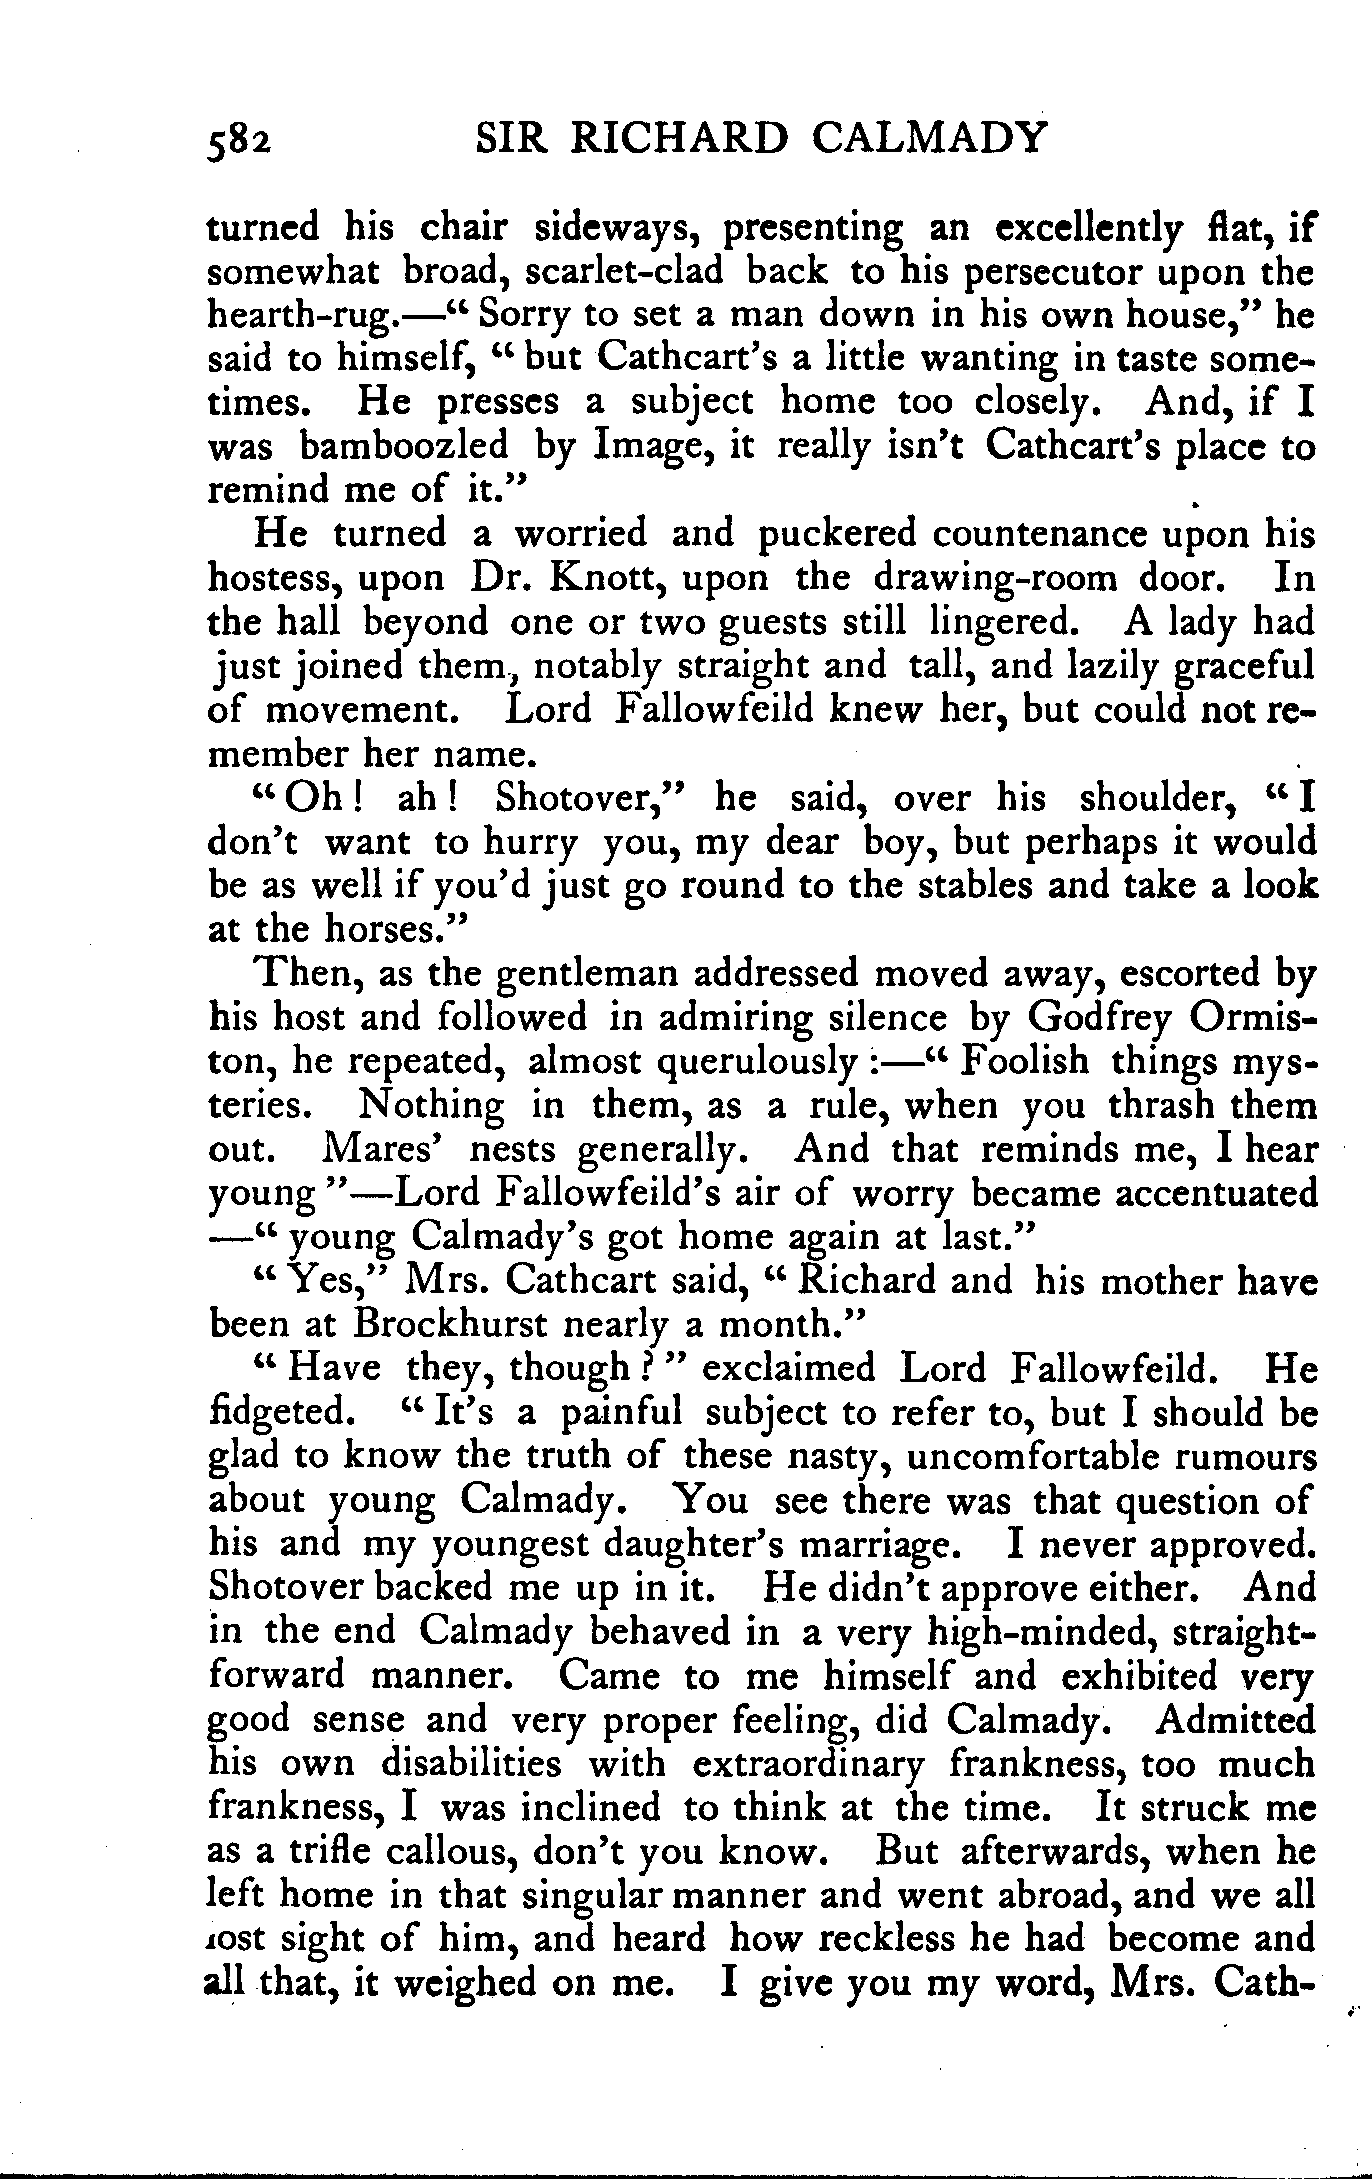 582 SIR RICHARD CALMADY
turned his chair sideways, presenting an excellently flat, if
somewhat broad, scarlet-clad back to his persecutor upon the
hearth-rug.—“ Sorry to set a man down in his own house,” he
said to himself, “ but Cathcart’s a little wanting in taste some-
times. He presses a subject home too closely. And, if I
was bamboozled by Image, it really isn’t Cathcart’s place to
remind me of it.”
He turned a worried and puckered countenance upon his
hostess, upon Dr. Knott, upon the drawing-room door. In
the hall beyond one or two guests still lingered. A lady had
just joined them, notably straight and tall, and lazily graceful
of movement. Lord Fallowfeild knew her, but could not re-
member her name.
“ Oh ! ah ! Shotover,” he said, over his shoulder, “ I
don’t want to hurry you, my dear boy, but perhaps it would
be as well if you’d just go round to the stables and take a look
at the horses.”
Then, as the gentleman addressed moved away, escorted by
his host and followed in admiring silence by Godfrey Ormis-
ton, he repeated, almost querulously :—“ Foolish things mys-
teries. Nothing in them, as a rule, when you thrash them
out. Mares’ nests generally. And that reminds me, I hear
young ”—Lord Fallowfeild’s air of worry became accentuated
—“ young Calmady’s got home again at last.”
“ Yes,” Mrs. Cathcart said, “ Richard and his mother have
been at Brockhurst nearly a month.”
“ Have they, though ? ” exclaimed Lord Fallowfeild. He
fidgeted. “ It’s a painful subject to refer to, but I should be
glad to know the truth of these nasty, uncomfortable rumours
about young Calmady. You see there was that question of
his and my youngest daughter’s marriage. I never approved.
Shotover backed me up in it. He didn’t approve either. And
in the end Calmady behaved in a very high-minded, straight-
forward manner. Came to me himself and exhibited very
good sense and very proper feeling, did Calmady. Admitted
his own disabilities with extraordinary frankness, too much
frankness, I was inclined to think at the time. It struck me
as a trifle callous, don’t you know. But afterwards, when he
left home in that singular manner and went abroad, and we all
lost sight of him, and heard how reckless he had become and
all that, it weighed on me. I give you my word, Mrs. Cath-